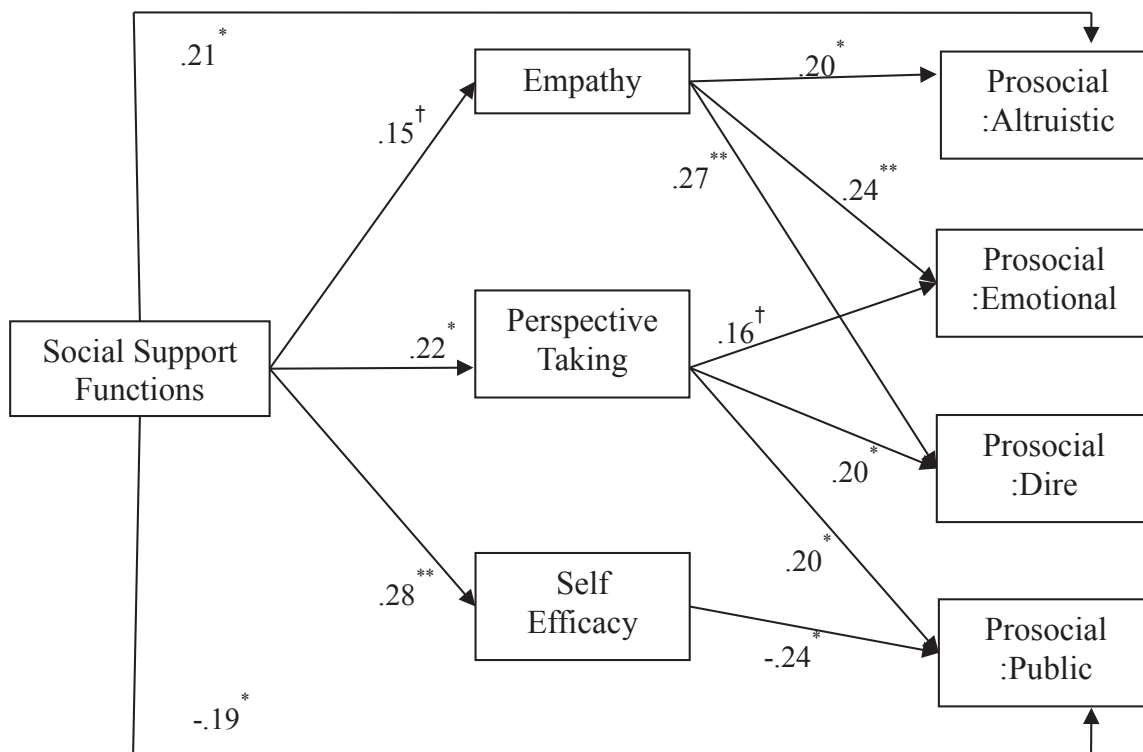 .21*
Empathy
.20*
Prosocial
:Altruistic
.15†
.27**
.24**
Prosocial
:Emotional
Perspective
Taking
.16†
Social Support
Functions
.22*
Prosocial
:Dire
.20*
.20*
Self
Efficacy
.28**
-.24*
Prosocial
:Public
-.19*